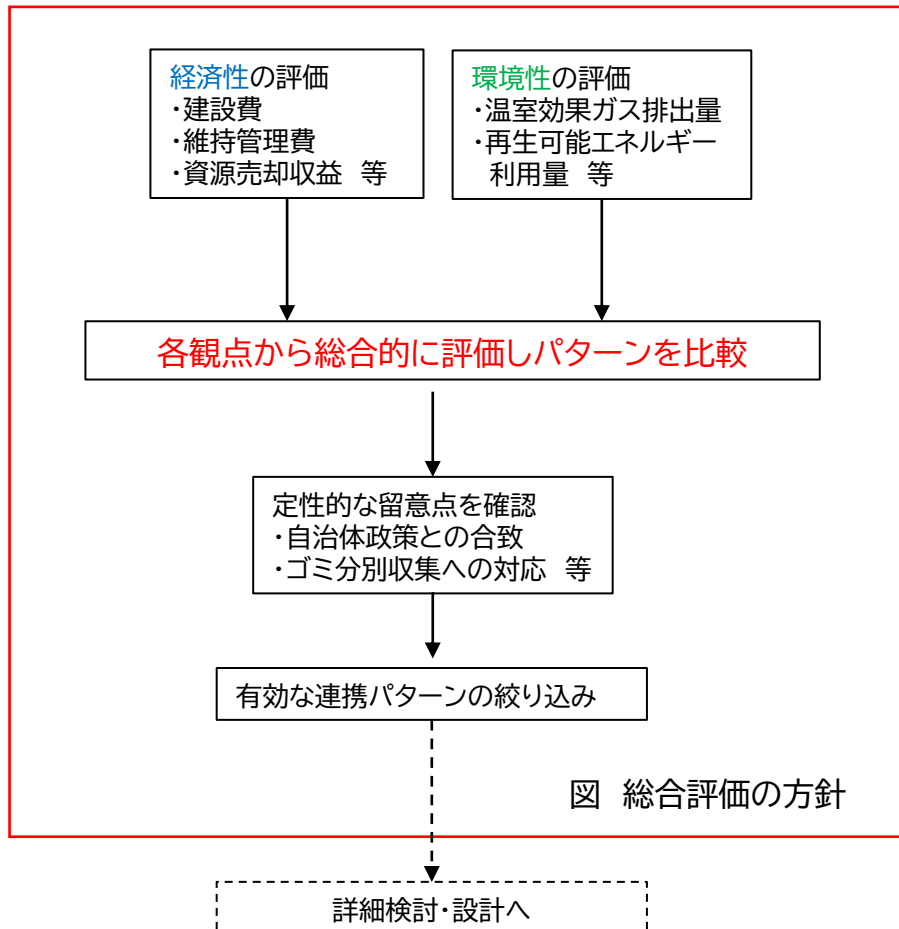 経済性の評価
・建設費
・維持管理費
・資源売却収益 等
環境性の評価
・温室効果ガス排出量
・再生可能エネルギー
利用量 等
各観点から総合的に評価しパターンを比較
定性的な留意点を確認
・自治体政策との合致
・ゴミ分別収集への対応 等
有効な連携パターンの絞り込み
図 総合評価の方針
詳細検討・設計へ